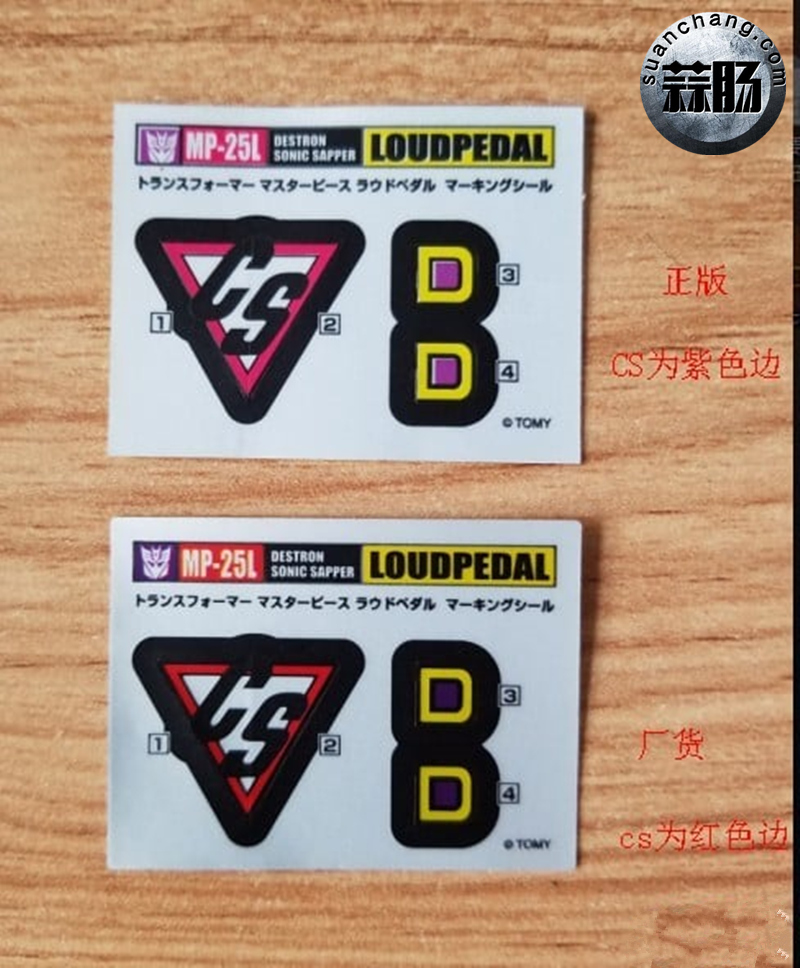 suanchang.com
蒜肠
MP-25L DESTRON SONIC SAPPER LOUDPEDAL
トランスフォーマー マスターピース ラウドペダル マーキングシール
CS
1
2
D
3
D
4
© TOMY
正版
CS为紫色边
MP-25L DESTRON SONIC SAPPER LOUDPEDAL
トランスフォーマー マスターピース ラウドペダル マーキングシール
CS
1
2
D
3
D
4
© TOMY
厂货
cs为红色边